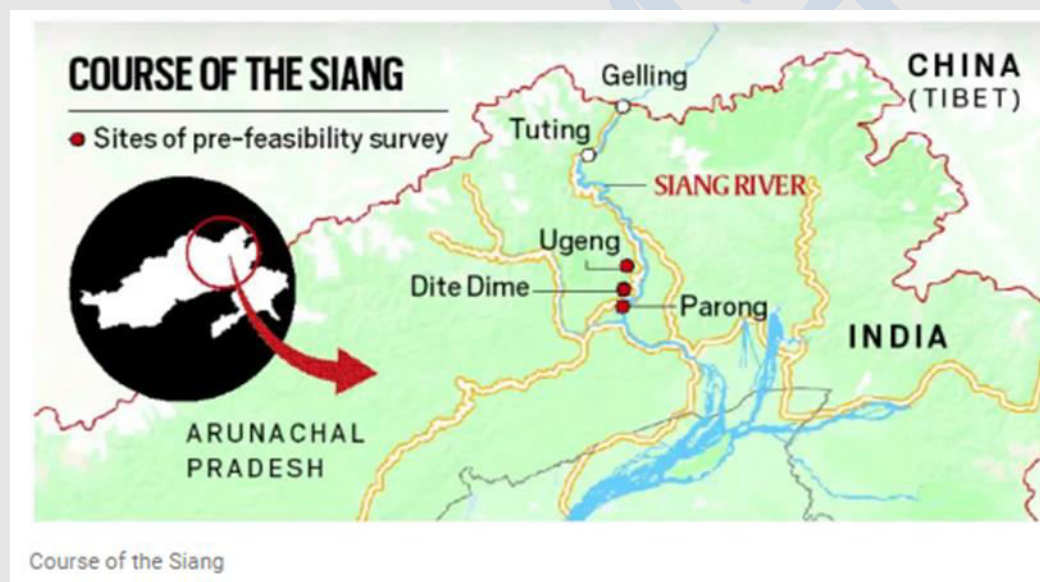 COURSE OF THE SIANG
Sites of pre-feasibility survey
Gelling
CHINA
(TIBET)
Tuting
SIANG RIVER
Ugeng
Dite Dime
Parong
INDIA
ARUNACHAL
PRADESH
Course of the Siang